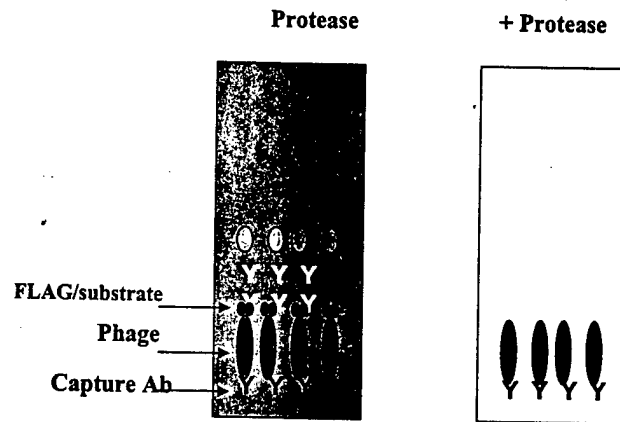 Protease
+ Protease
FLAG/substrate
Phage
Capture Ab
Y Y Y
Y Y Y
Y Y Y
Y Y Y Y